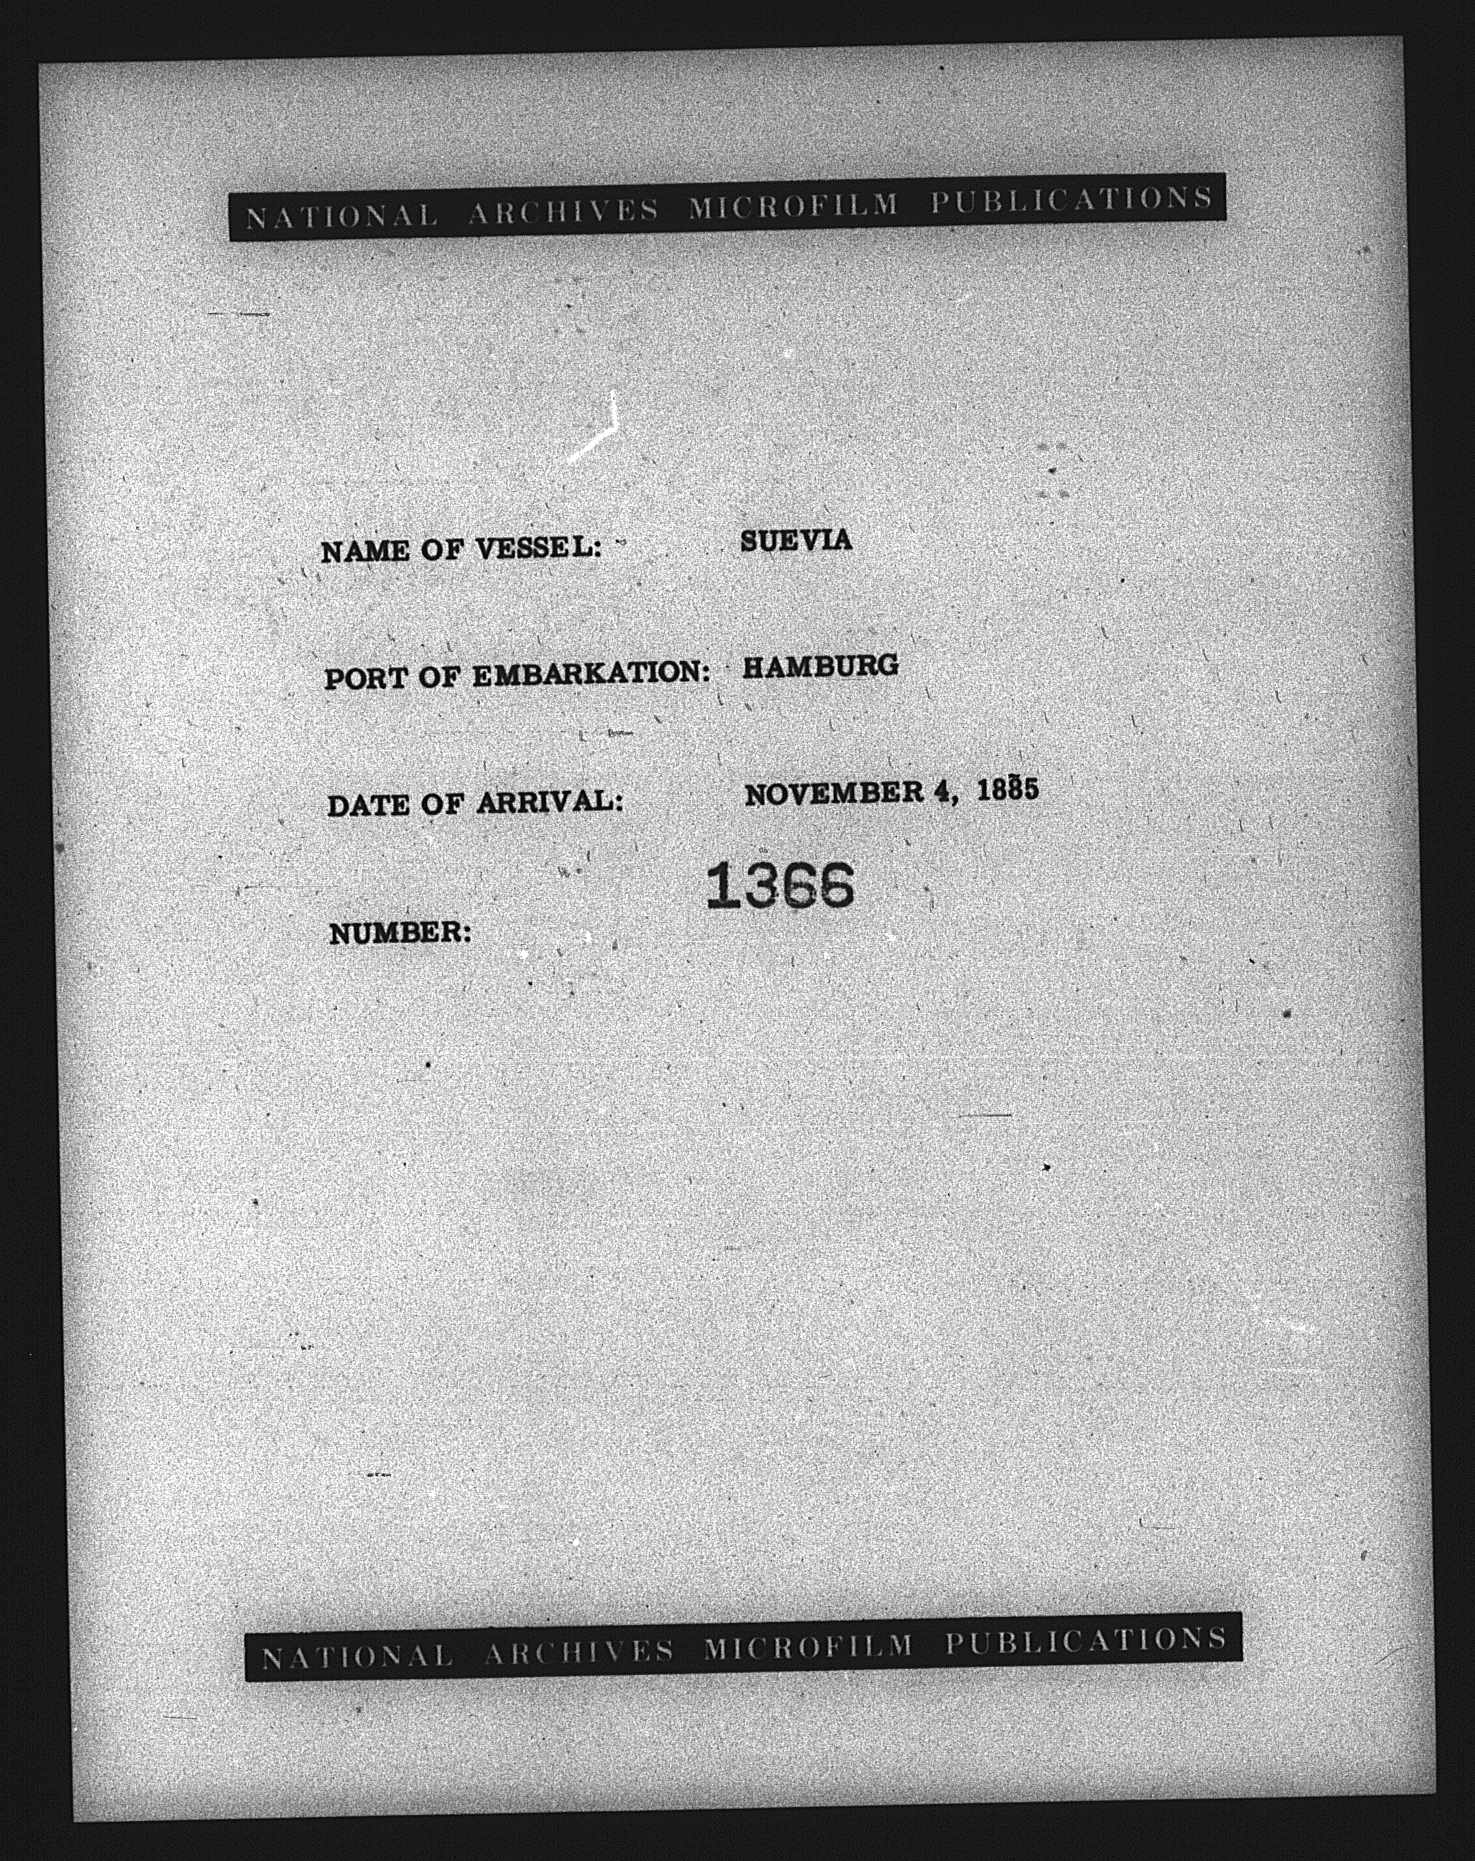 NATIONAL ARCHIVES MICROFILM PUBLICATIONS
NAME OF VESSEL: SUEVIA
PORT OF EMBARKATION: HAMBURG
DATE OF ARRIVAL: NOVEMBER 4, 1885
1366
NUMBER:
NATIONAL ARCHIVES MICROFILM PUBLICATIONS